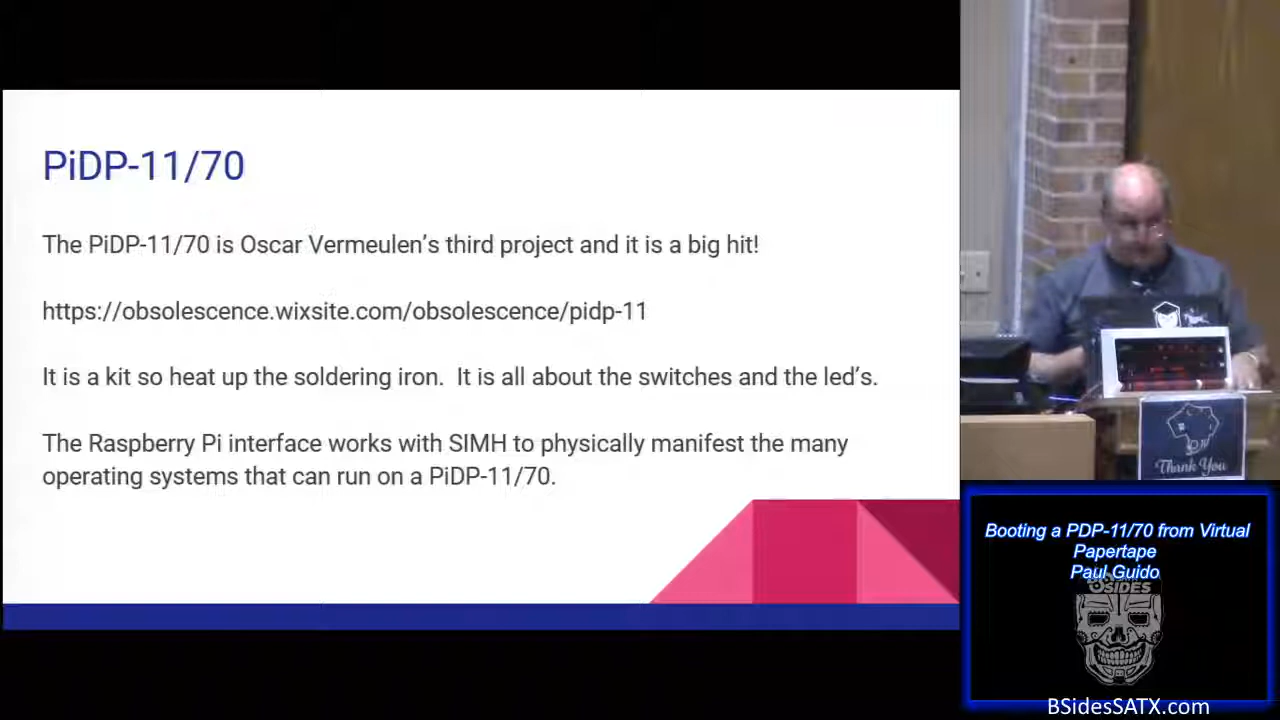 PiDP-11/70
The PiDP-11/70 is Oscar Vermeulen's third project and it is a big hit!
https://obsolescence.wixsite.com/obsolescence/pidp-11
It is a kit so heat up the soldering iron.  It is all about the switches and the led's.
The Raspberry Pi interface works with SIMH to physically manifest the many
operating systems that can run on a PiDP-11/70.
Thank You
Booting a PDP-11/70 from Virtual
Papertape
Paul Guido
BSIDES
BSidesSATX.com